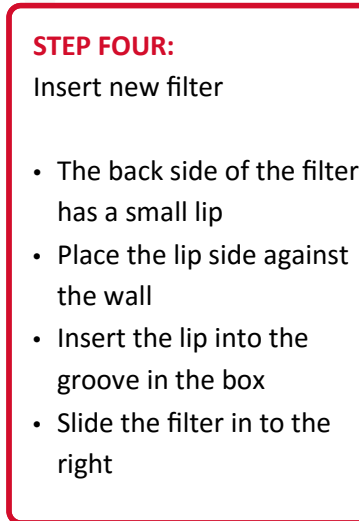 STEP FOUR:
Insert new filter
• The back side of the filter
has a small lip
• Place the lip side against
the wall
• Insert the lip into the
groove in the box
• Slide the filter in to the
right